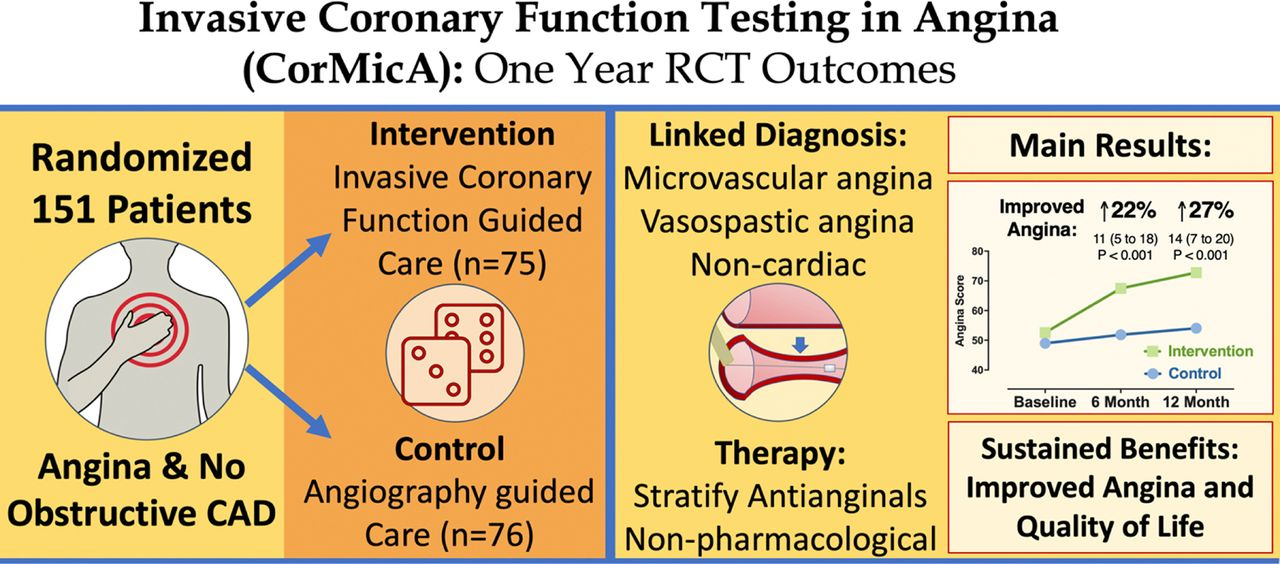 Invasive Coronary Function Testing in Angina
(CorMicA): One Year RCT Outcomes
Randomized
151 Patients
Angina & No
Obstructive CAD
Intervention
Invasive Coronary
Function Guided
Care (n=75)
Control
Angiography guided
Care (n=76)
Linked Diagnosis:
Microvascular angina
Vasospastic angina
Non-cardiac
Therapy:
Stratify Antianginals
Non-pharmacological
Main Results:
Improved
Angina:
↑22% ↑27%
11 (5 to 18) 14 (7 to 20)
P < 0.001 P < 0.001
Angina Score
80
70
60
50
40
Intervention
Control
Baseline 6 Month 12 Month
Sustained Benefits:
Improved Angina and
Quality of Life